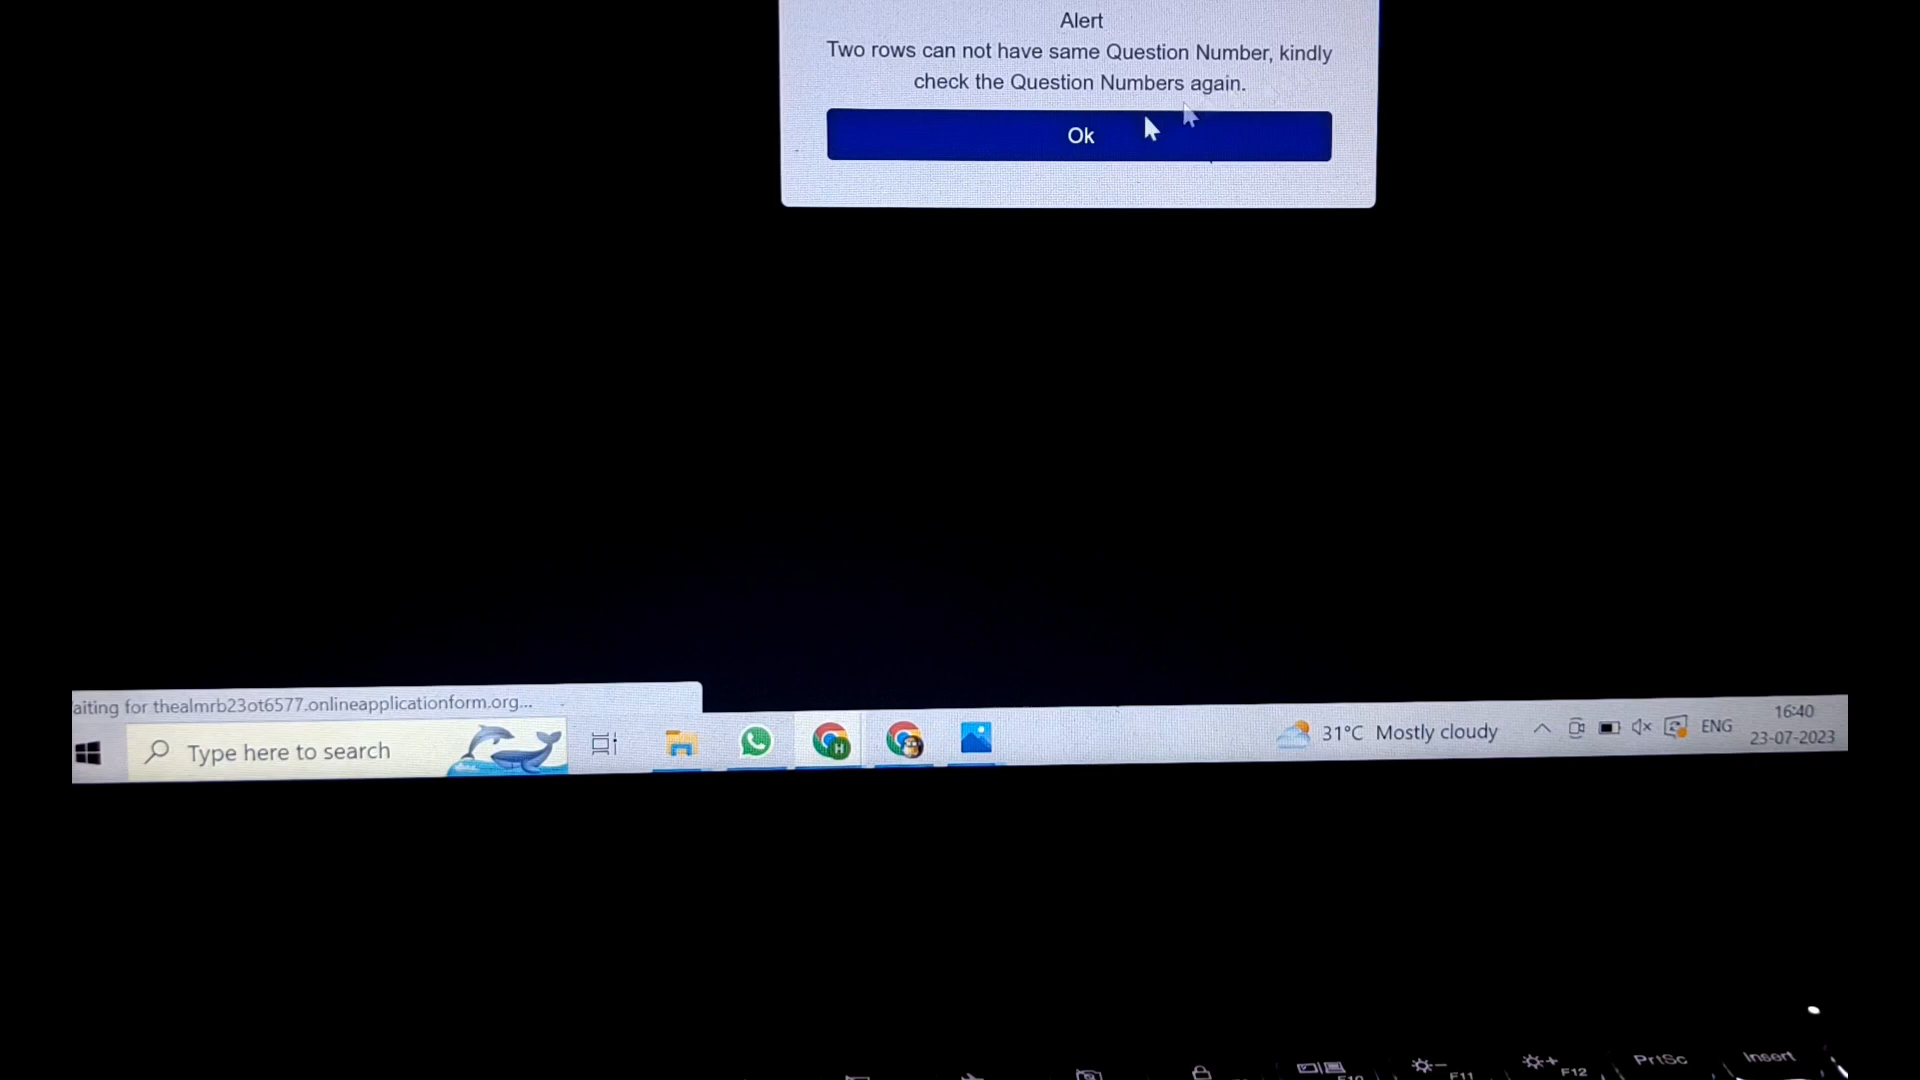 Alert
Two rows can not have same Question Number, kindly
check the Question Numbers again.
Ok
aiting for thealmrb23ot6577.onlineapplicationform.org...
Type here to search
H
31°C Mostly cloudy
ENG
16:40
23-07-2023
F10
F11
F12
PrtSc
Insert